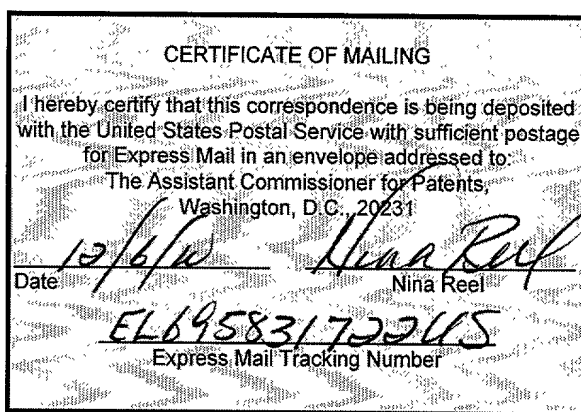 CERTIFICATE OF MAILING
I hereby certify that this correspondence is being deposited
with the United States Postal Service with sufficient postage
for Express Mail in an envelope addressed to:
The Assistant Commissioner for Patents,
Washington, D.C., 20231
12/6/ Nina Reel
Date Nina Reel
EL695831722US
Express Mail Tracking Number